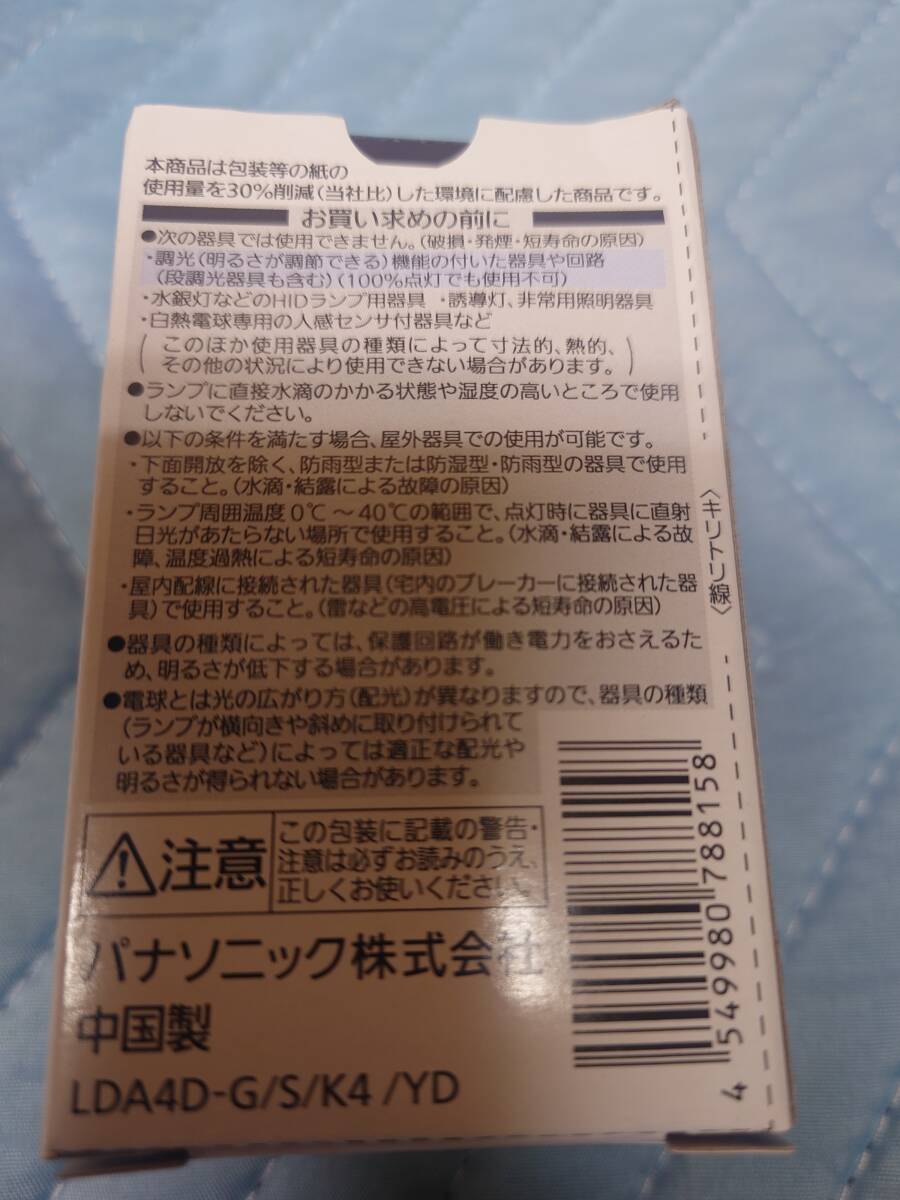 本商品は包装等の紙の
使用量を30%削減(当社比)した環境に配慮した商品です。
お買い求めの前に
●次の器具では使用できません。(破損・発煙・短寿命の原因)
・調光(明るさが調節できる)機能の付いた器具や回路
(段調光器具も含む)(100%点灯でも使用不可)
・水銀灯などのHIDランプ用器具 ・誘導灯、非常用照明器具
・白熱電球専用の人感センサ付器具など
(このほか使用器具の種類によって寸法的、熱的、
その他の状況により使用できない場合があります。)
●ランプに直接水滴のかかる状態や湿度の高いところで使用
しないでください。
●以下の条件を満たす場合、屋外器具での使用が可能です。
・下面開放を除く、防雨型または防湿型・防雨型の器具で使用
すること。(水滴・結露による故障の原因)
・ランプ周囲温度0℃~40℃の範囲で、点灯時に器具に直射
日光があたらない場所で使用すること。(水滴・結露による故
障、温度過熱による短寿命の原因)
・屋内配線に接続された器具(宅内のブレーカーに接続された器
具)で使用すること。(雷などの高電圧による短寿命の原因)
●器具の種類によっては、保護回路が働き電力をおさえるた
め、明るさが低下する場合があります。
●電球とは光の広がり方(配光)が異なりますので、器具の種類
(ランプが横向きや斜めに取り付けられて
いる器具など)によっては適正な配光や
明るさが得られない場合があります。
注意
この包装に記載の警告・
注意は必ずお読みのうえ、
正しくお使いください。
パナソニック株式会社
中国製
LDA4D-G/S/K4 /YD
<キリトリ線>
4 549980 788158